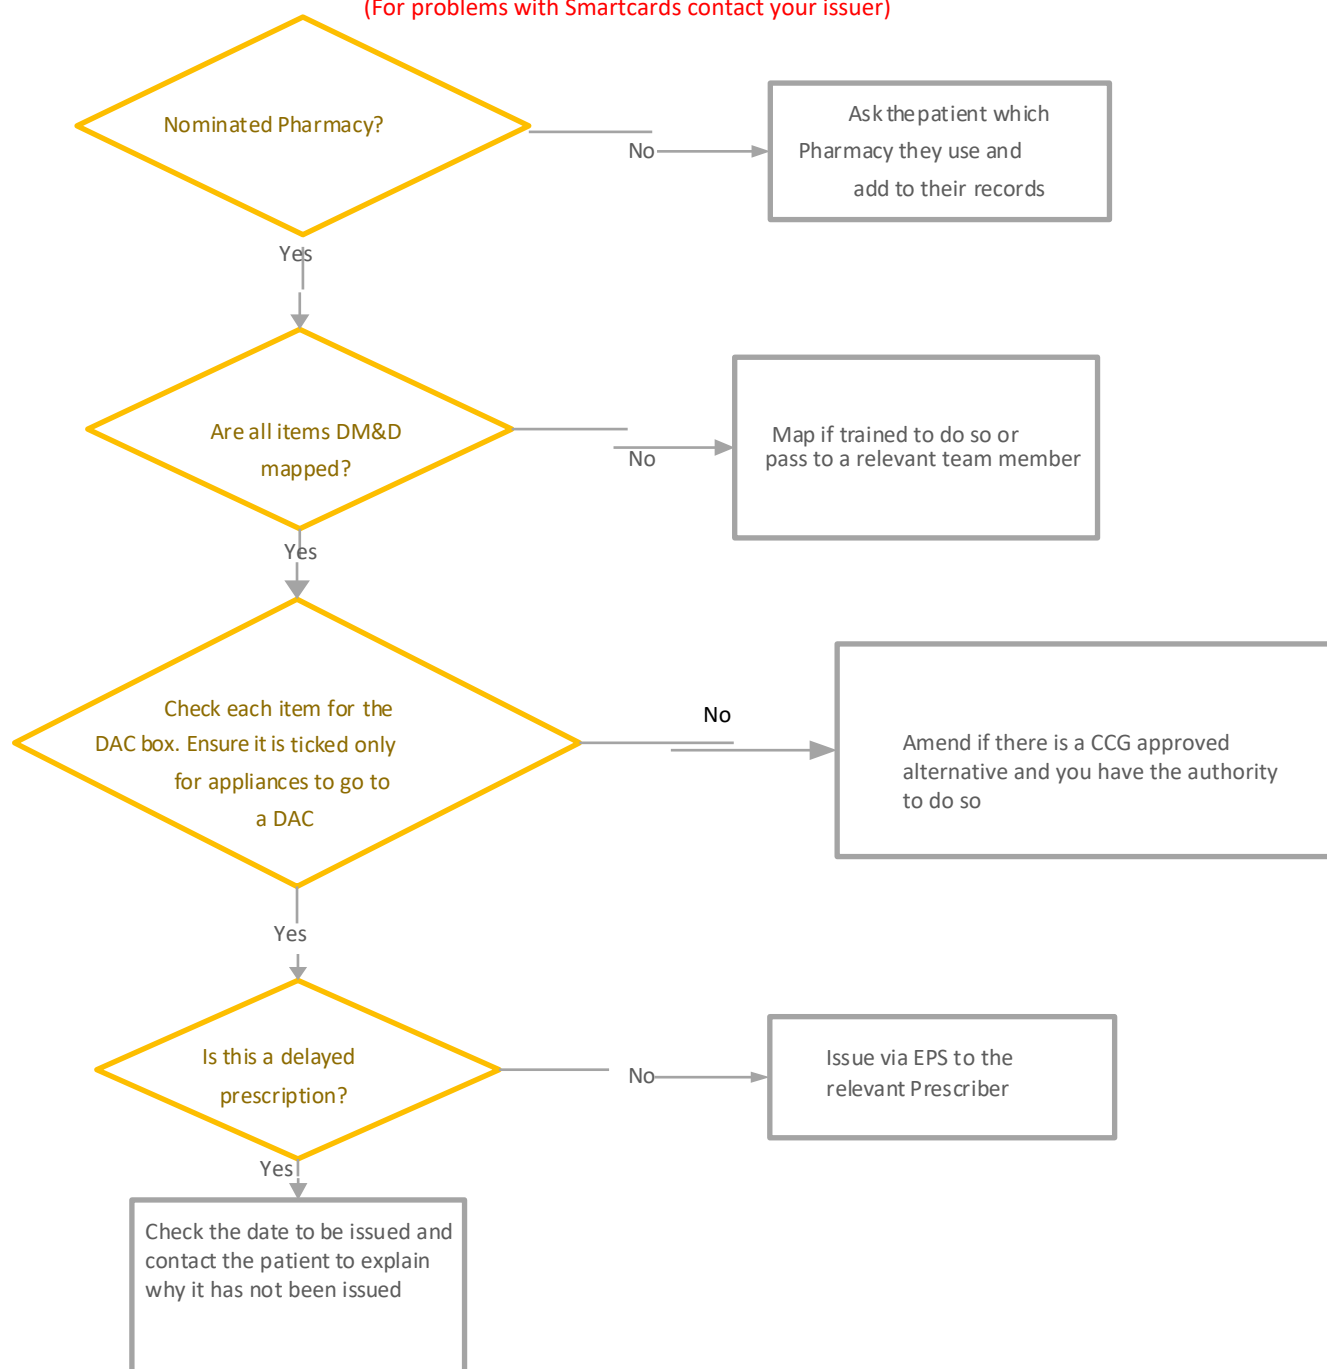 (For problems with Smartcards contact your issuer)
Nominated Pharmacy?
No
Ask the patient which
Pharmacy they use and
add to their records
Yes
Are all items DM&D
mapped?
No
Map if trained to do so or
pass to a relevant team member
Yes
Check each item for the
DAC box. Ensure it is ticked only
for appliances to go to
a DAC
No
Amend if there is a CCG approved
alternative and you have the authority
to do so
Yes
Is this a delayed
prescription?
No
Issue via EPS to the
relevant Prescriber
Yes
Check the date to be issued and
contact the patient to explain
why it has not been issued